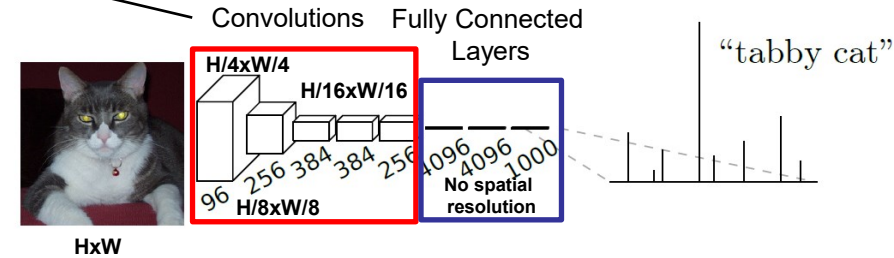 Convolutions
Fully Connected
Layers
"tabby cat"
H/4xW/4
H/16xW/16
96
256
384
384
256
4096
4096
1000
H/8xW/8
No spatial
resolution
HxW